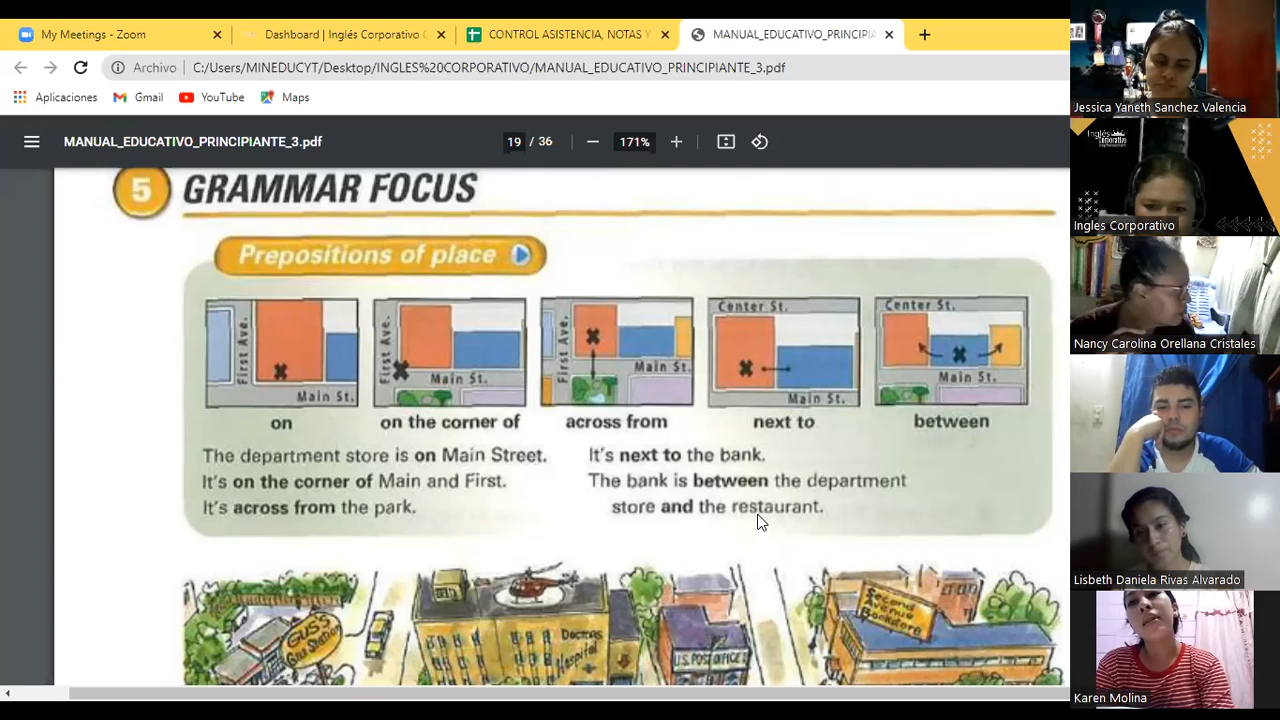 My Meetings - Zoom
Dashboard | Inglés Corporativo
CONTROL ASISTENCIA, NOTAS Y
MANUAL_EDUCATIVO_PRINCIPIA
Archivo
C:/Users/MINEDUCYT/Desktop/INGLES%20CORPORATIVO/MANUAL_EDUCATIVO_PRINCIPIANTE_3.pdf
Aplicaciones Gmail YouTube Maps
MANUAL_EDUCATIVO_PRINCIPIANTE_3.pdf
19 / 36
171%
5 GRAMMAR FOCUS
Prepositions of place
First Ave.
Main St.
First Ave.
Main St.
First Ave.
Main St.
Center St.
Main St.
Center St.
Main St.
on
on the corner of
across from
next to
between
The department store is on Main Street.
It's on the corner of Main and First.
It's across from the park.
It's next to the bank.
The bank is between the department
store and the restaurant.
GUS'S
Gas Station
Doctors
Hospital
U.S. POST OFFICE
Second
Avenue
Bookstore
Jessica Yaneth Sanchez Valencia
Inglés
Corporativo
Ingles Corporativo
Nancy Carolina Orellana Cristales
Lisbeth Daniela Rivas Alvarado
Karen Molina